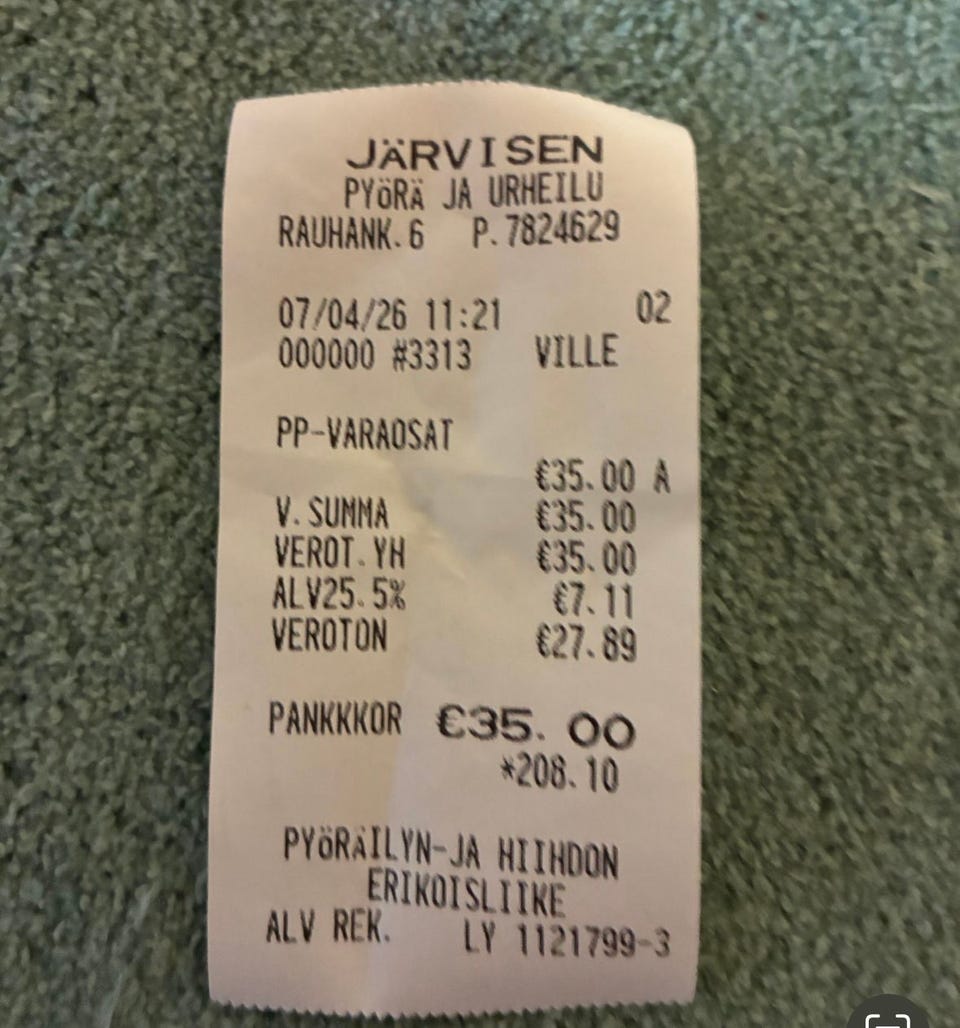 JÄRVISEN
PYÖRÄ JA URHEILU
RAUHANK.6 P.7824629
07/04/26 11:21 02
000000 #3313 VILLE
PP-VARAOSAT
€35.00 A
V.SUMMA €35.00
VEROT.YH €35.00
ALV25.5% €7.11
VEROTON €27.89
PANKKKOR €35.00
*208.10
PYÖRÄILYN-JA HIIHDON
ERIKOISLIIKE
ALV REK. LY 1121799-3